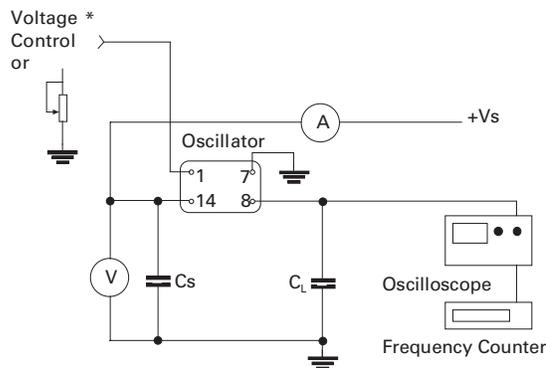 Voltage *
Control
or
A
+Vs
Oscillator
1 7
14 8
V
Cs
CL
Oscilloscope
Frequency Counter